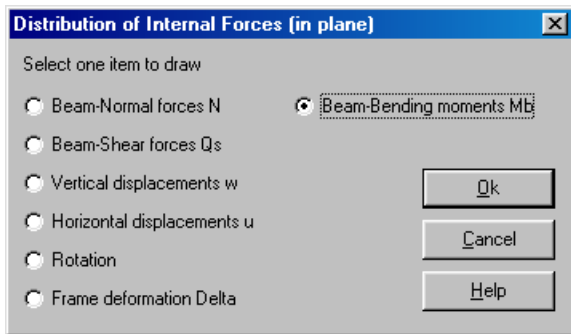 Distribution of Internal Forces (in plane)
Select one item to draw
Beam-Normal forces N
Beam-Bending moments Mb
Beam-Shear forces Qs
Vertical displacements w
Horizontal displacements u
Rotation
Frame deformation Delta
Ok
Cancel
Help